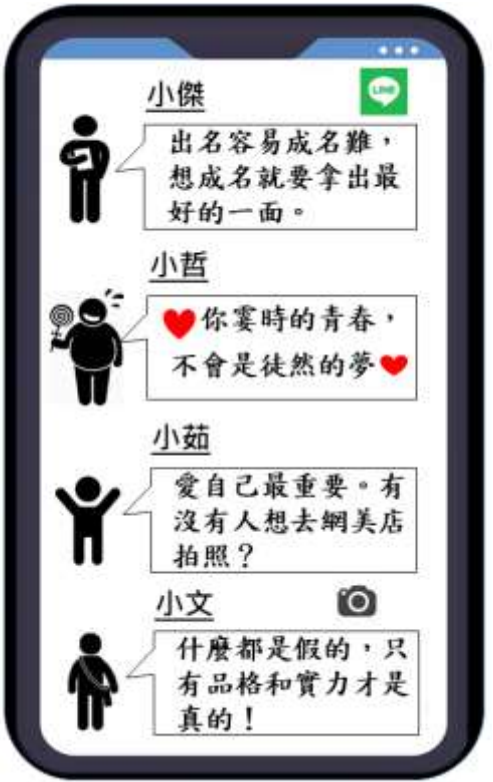 小傑
LINE
出名容易成名難，
想成名就要拿出最
好的一面。
小哲
你霎時的青春，
不會是徒然的夢
小茹
愛自己最重要。有
沒有人想去網美店
拍照？
小文
什麼都是假的，只
有品格和實力才是
真的！